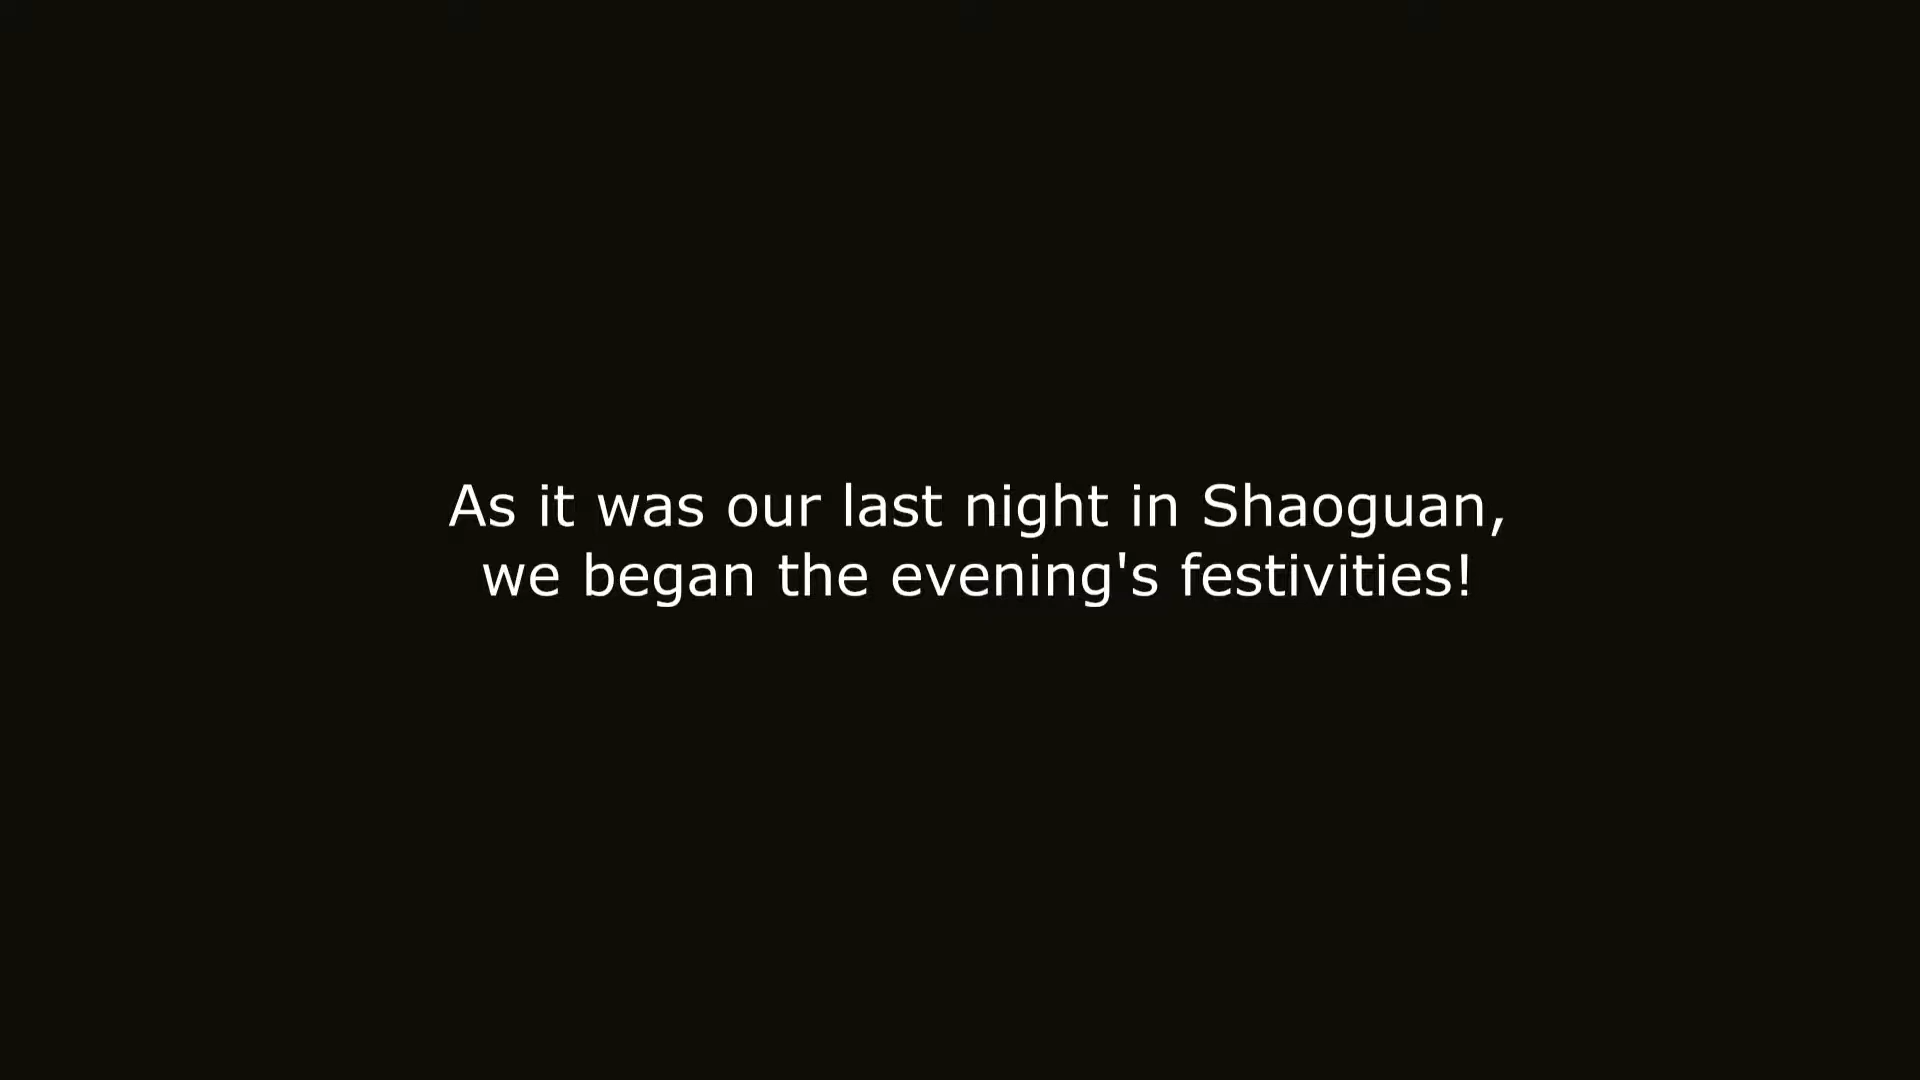 As it was our last night in Shaoguan,
we began the evening's festivities!